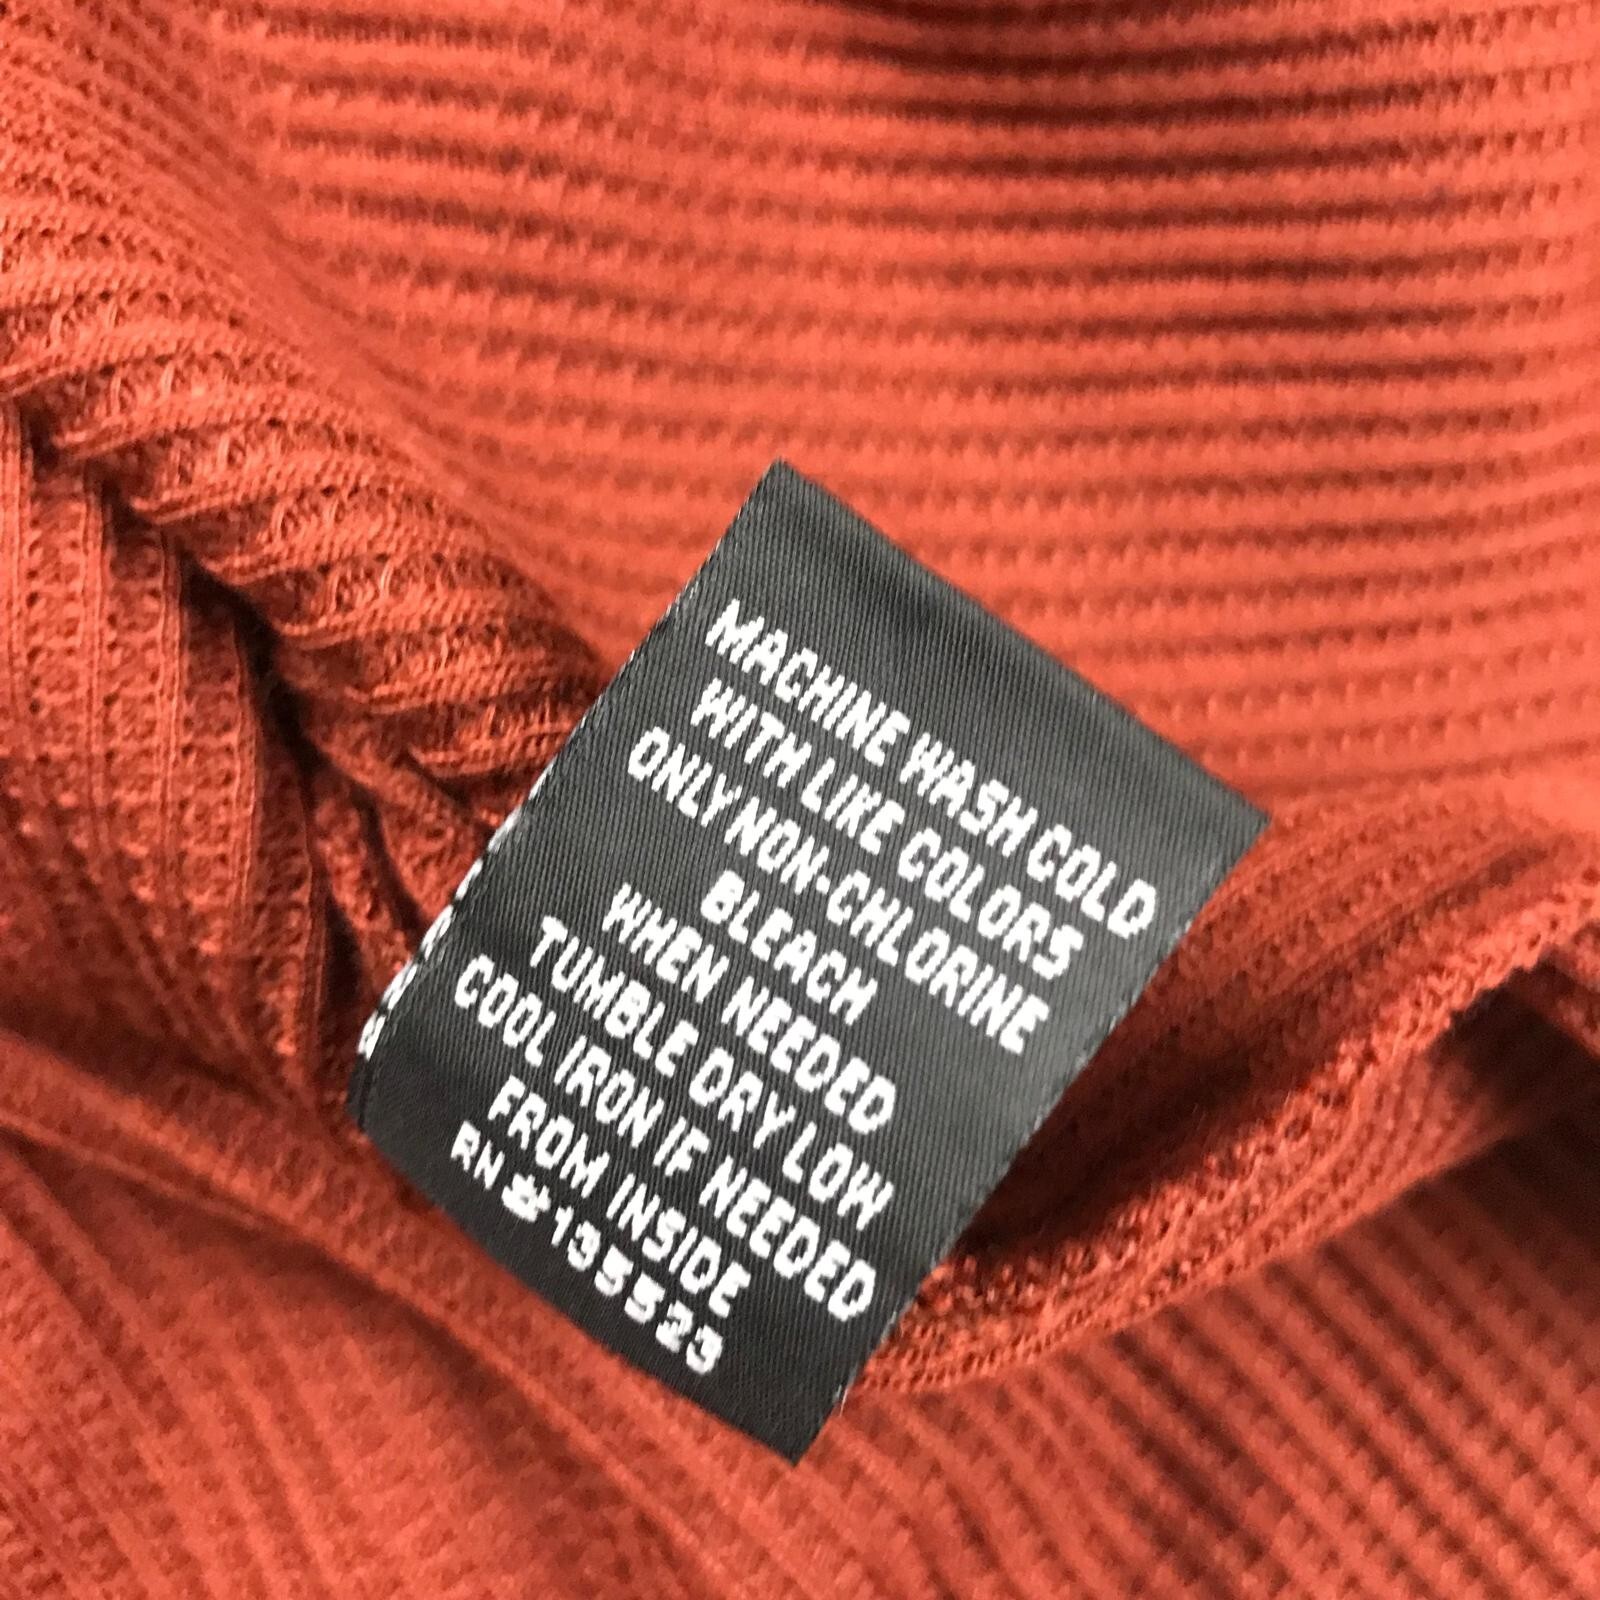 MACHINE WASH COLD
WITH LIKE COLORS
ONLY NON-CHLORINE
BLEACH
WHEN NEEDED
TUMBLE DRY LOW
COOL IRON IF NEEDED
FROM INSIDE
RN # 135523